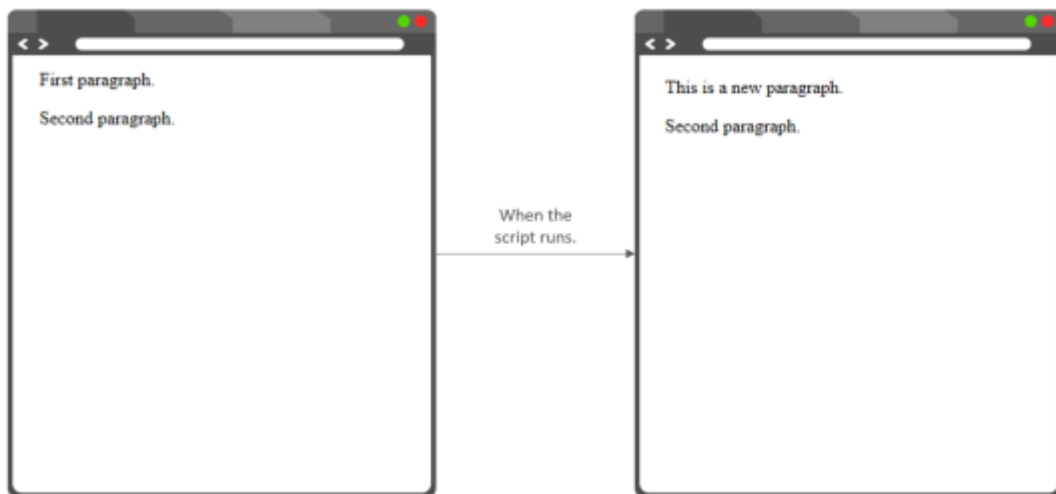 First paragraph.
Second paragraph.
When the
script runs.
This is a new paragraph.
Second paragraph.